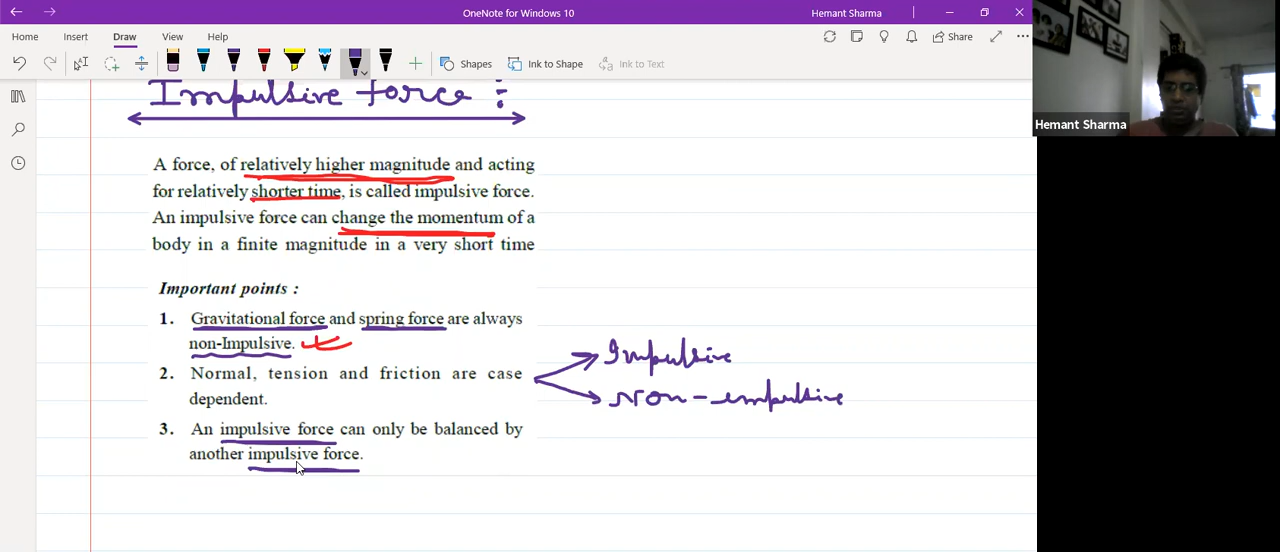 OneNote for Windows 10
Hemant Sharma
Home Insert Draw View Help
Share
Shapes Ink to Shape Ink to Text
Impulsive force :
A force, of relatively higher magnitude and acting
for relatively shorter time, is called impulsive force.
An impulsive force can change the momentum of a
body in a finite magnitude in a very short time
Important points :
1. Gravitational force and spring force are always
non-Impulsive.
2. Normal, tension and friction are case
dependent.
Impulsive
Non-impulsive
3. An impulsive force can only be balanced by
another impulsive force.
Hemant Sharma